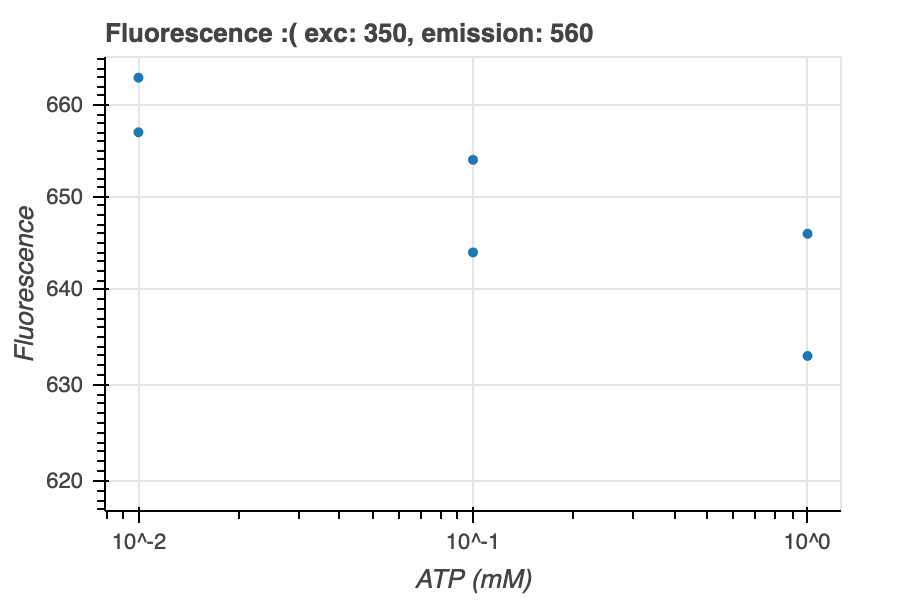 Fluorescence :( exc: 350, emission: 560
660
650
640
630
620
Fluorescence
10^-2
10^-1
10^0
ATP (mM)